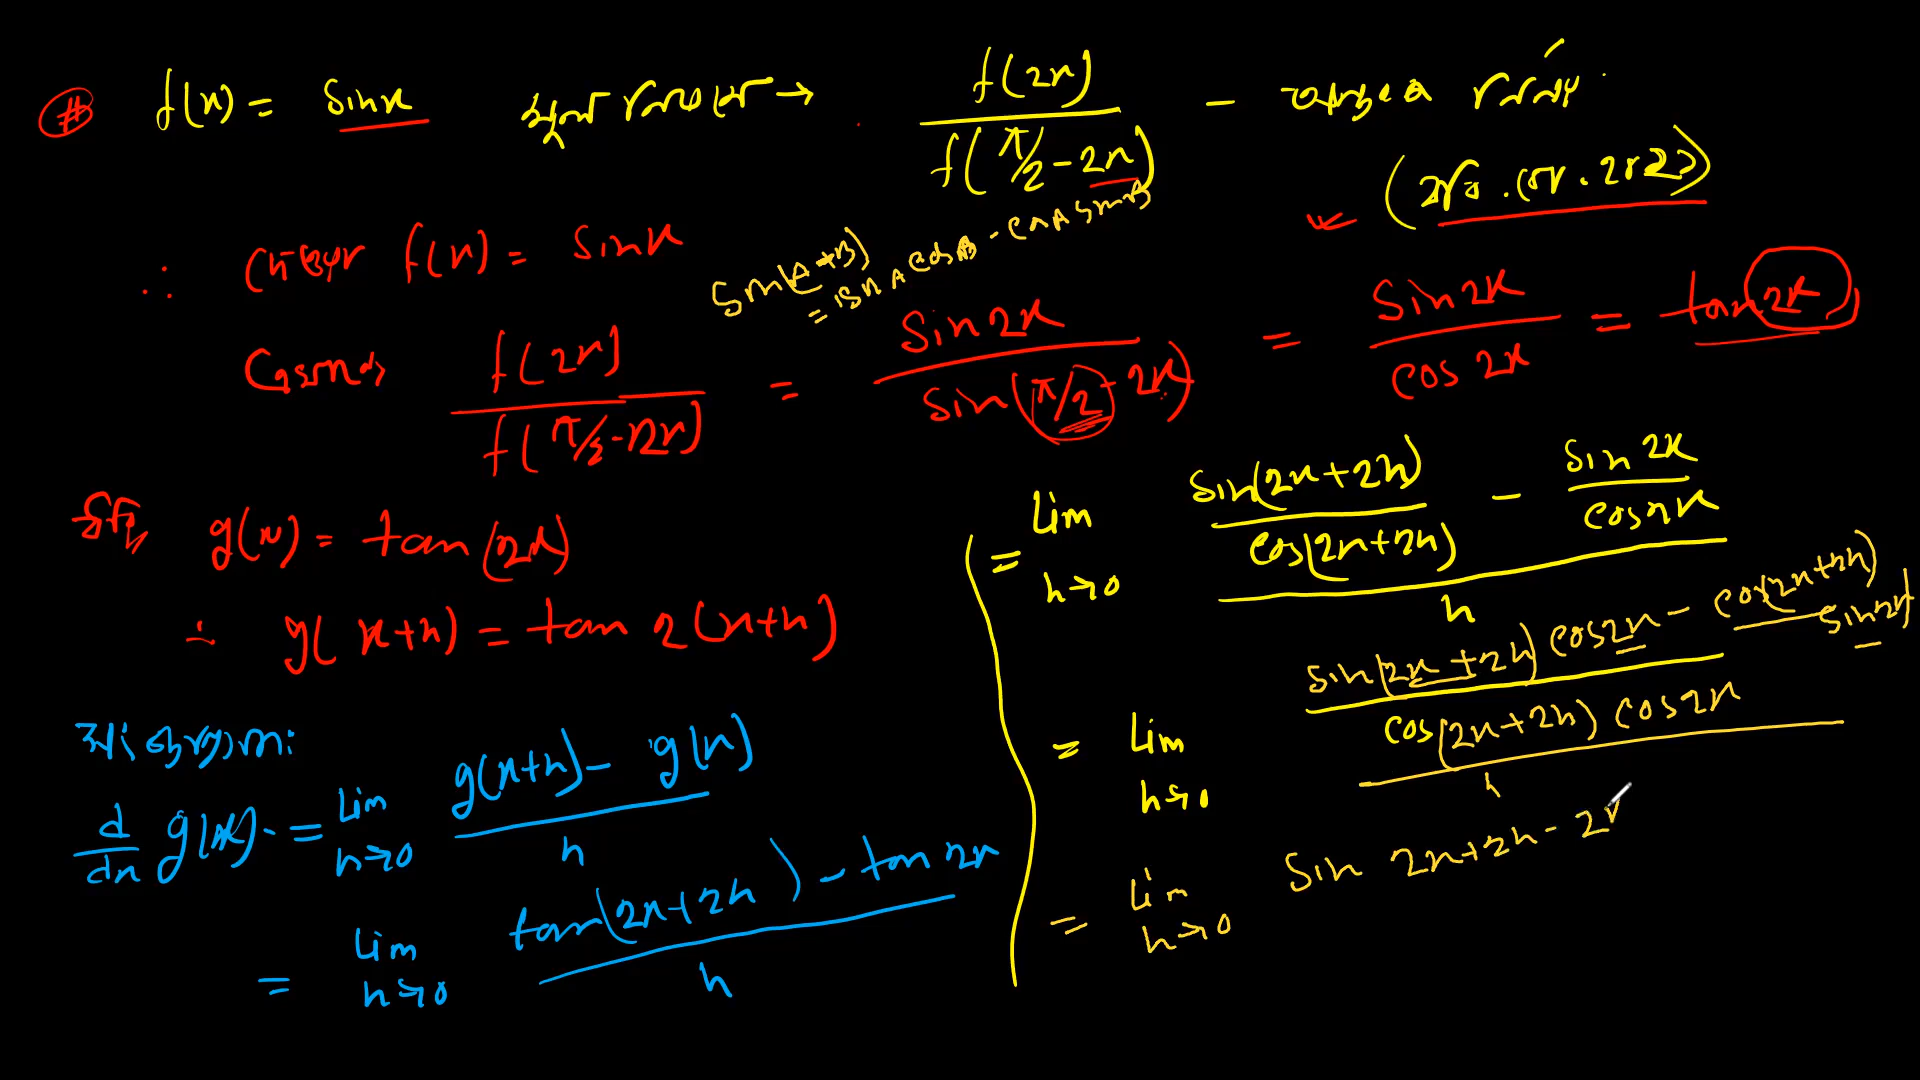 # f(x) = sinx মূল নিয়মে → f(2x) / f(π/2 - 2x) -
∴ দেওয়া f(x) = sinx
sin(A+B) = sinA cosB - cosA sinB
f(2x) / f(π/2 - 2x) = sin2x / sin(π/2 - 2x) = sin2x / cos2x = tan2x
ধরি g(x) = tan(2x)
∴ g(x+h) = tan 2(x+h)
d/dx g(x) = lim h→0 g(x+h) - g(x) / h
= lim h→0 tan(2x+2h) - tan2x / h
= lim h→0 sin(2x+2h) / cos(2x+2h) - sin2x / cos2x / h
= lim h→0 sin(2x+2h) cos2x - cos(2x+2h) sin2x / cos(2x+2h) cos2x / h
= lim h→0 sin 2x+2h - 2x